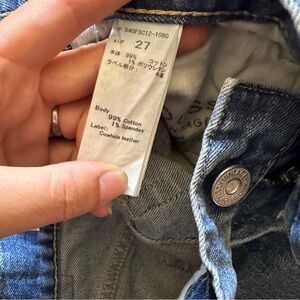 S4DFSC12-1080
27
本体 99% コットン
1% ポリウレタン
ラベル部分: 牛革
Body
99% Cotton
1% Spandex
Label:
Cowhide leather